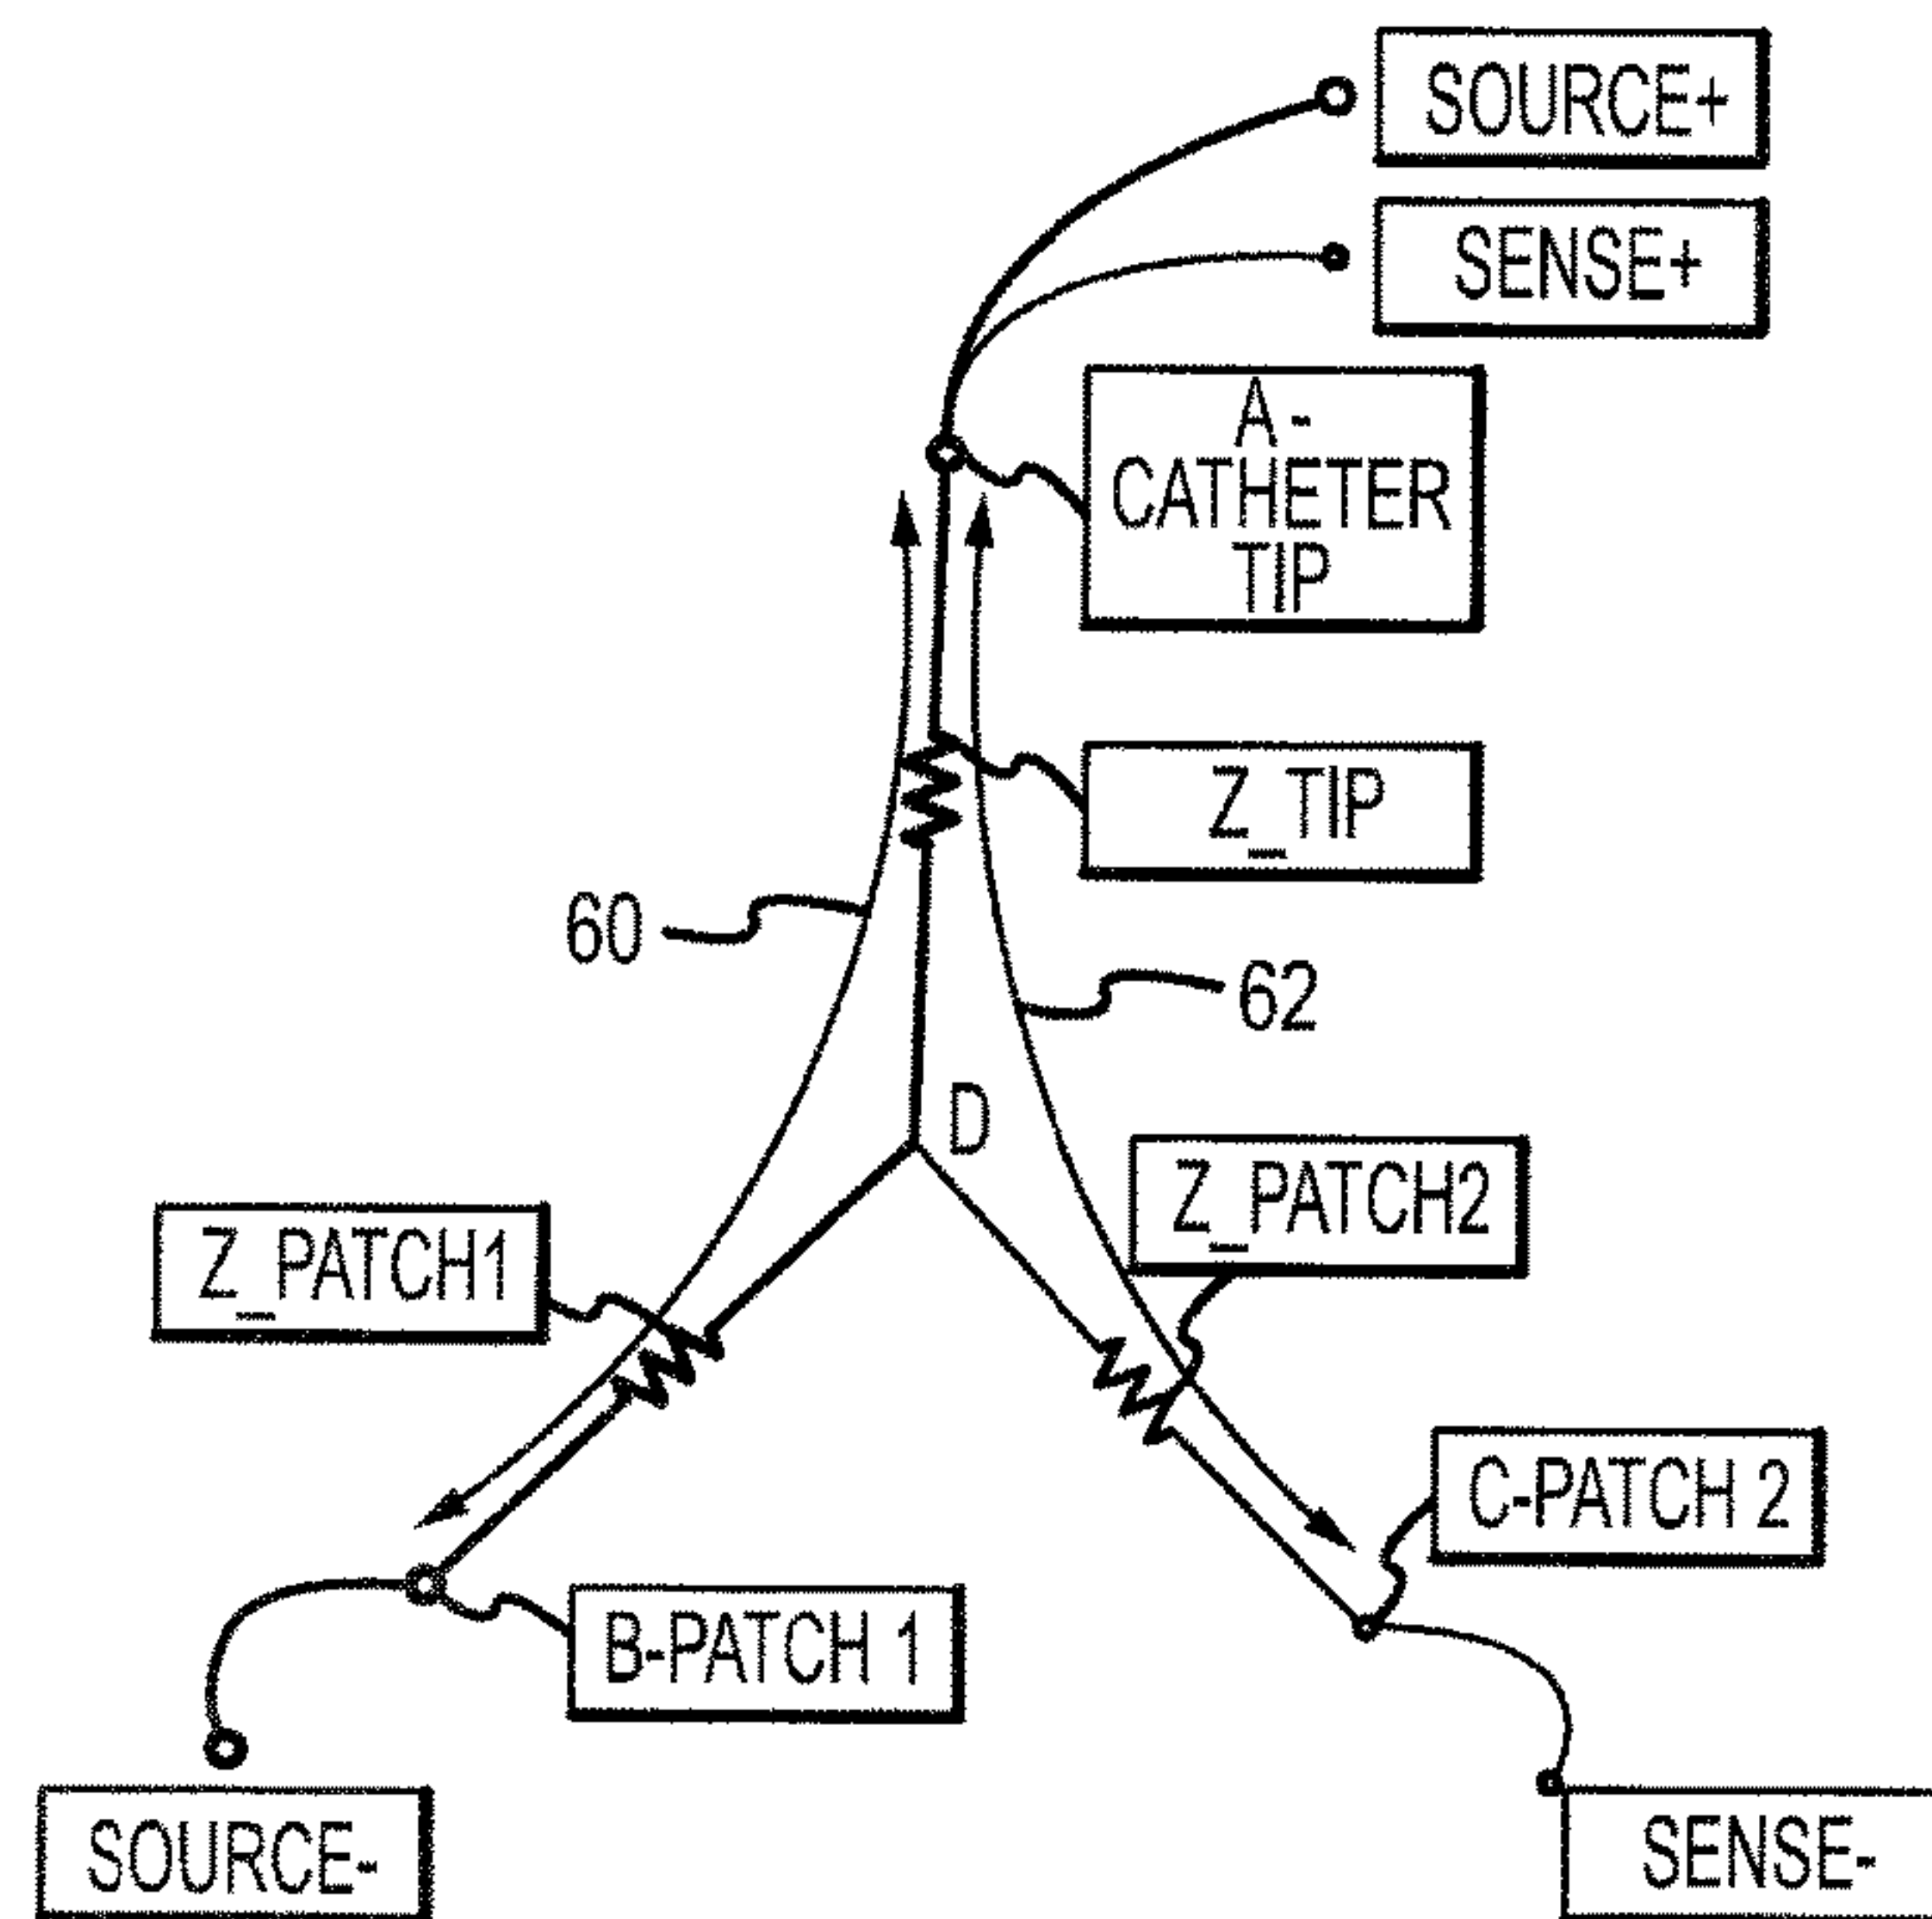 SOURCE+
SENSE+
A -
CATHETER
TIP
Z_TIP
60
62
D
Z_PATCH2
Z_PATCH1
C-PATCH 2
B-PATCH 1
SOURCE-
SENSE-